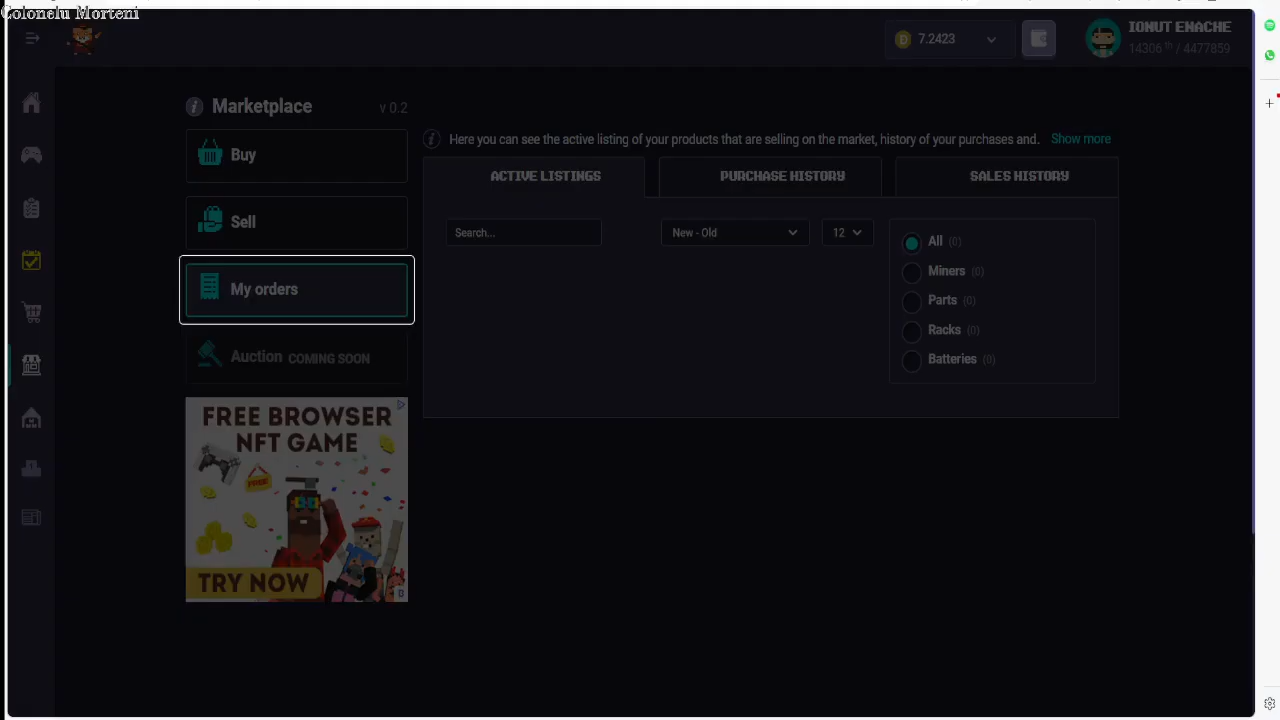 Colonelu Morteni
7.2423
IONUT ENACHE
14306 th / 4477859
Marketplace
v 0.2
Buy
Sell
My orders
Auction COMING SOON
Here you can see the active listing of your products that are selling on the market, history of your purchases and. Show more
ACTIVE LISTINGS
PURCHASE HISTORY
SALES HISTORY
Search...
New - Old
12
All (0)
Miners (0)
Parts (0)
Racks (0)
Batteries (0)
FREE BROWSER
NFT GAME
FREE
TRY NOW